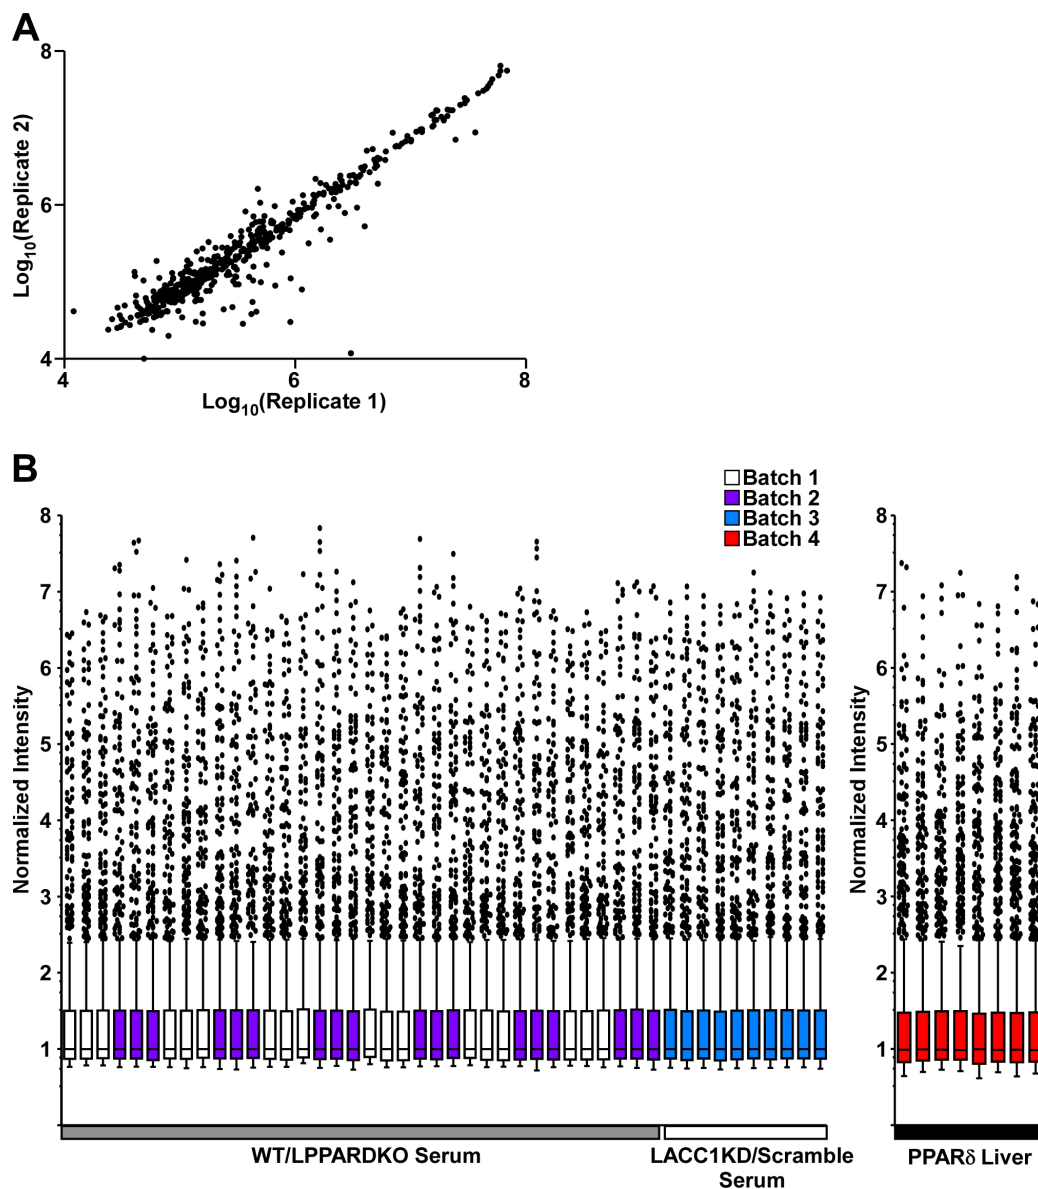 A
8
6
4
Log10(Replicate 2)
4
6
8
Log10(Replicate 1)
B
Batch 1
Batch 2
Batch 3
Batch 4
8
7
6
5
4
3
2
1
Normalized Intensity
WT/LPPARDKO Serum
LACC1KD/Scramble
Serum
8
7
6
5
4
3
2
1
Normalized Intensity
PPARδ Liver